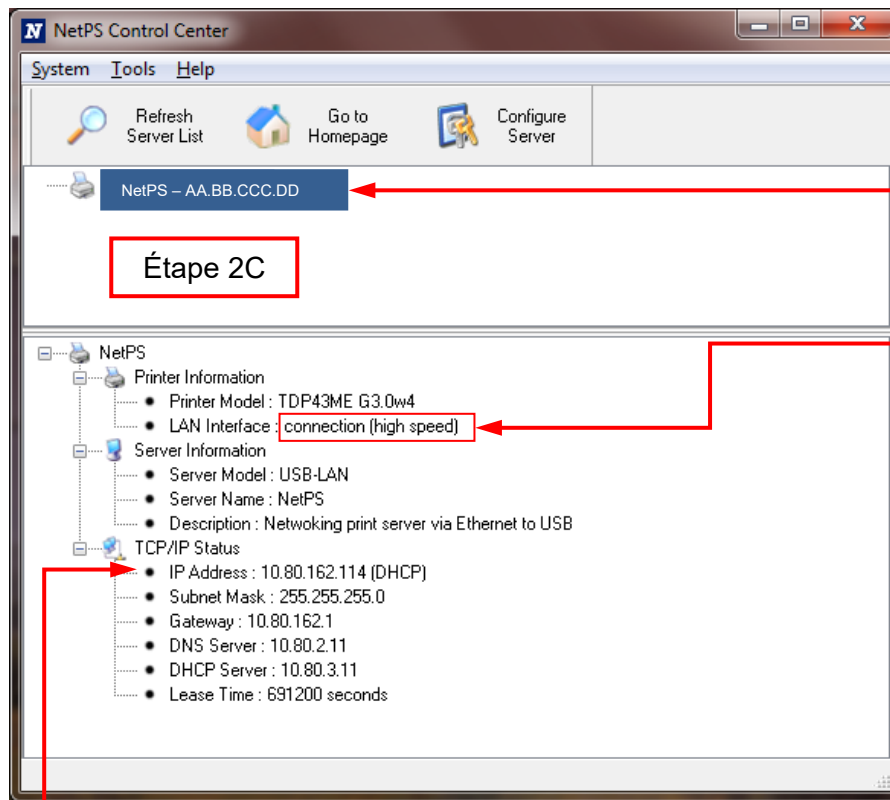 NetPS Control Center
System Tools Help
Refresh Server List
Go to Homepage
Configure Server
NetPS – AA.BB.CCC.DD
Étape 2C
NetPS
Printer Information
Printer Model : TDP43ME G3.0w4
LAN Interface : connection (high speed)
Server Information
Server Model : USB-LAN
Server Name : NetPS
Description : Netwoking print server via Ethernet to USB
TCP/IP Status
IP Address : 10.80.162.114 (DHCP)
Subnet Mask : 255.255.255.0
Gateway : 10.80.162.1
DNS Server : 10.80.2.11
DHCP Server : 10.80.3.11
Lease Time : 691200 seconds